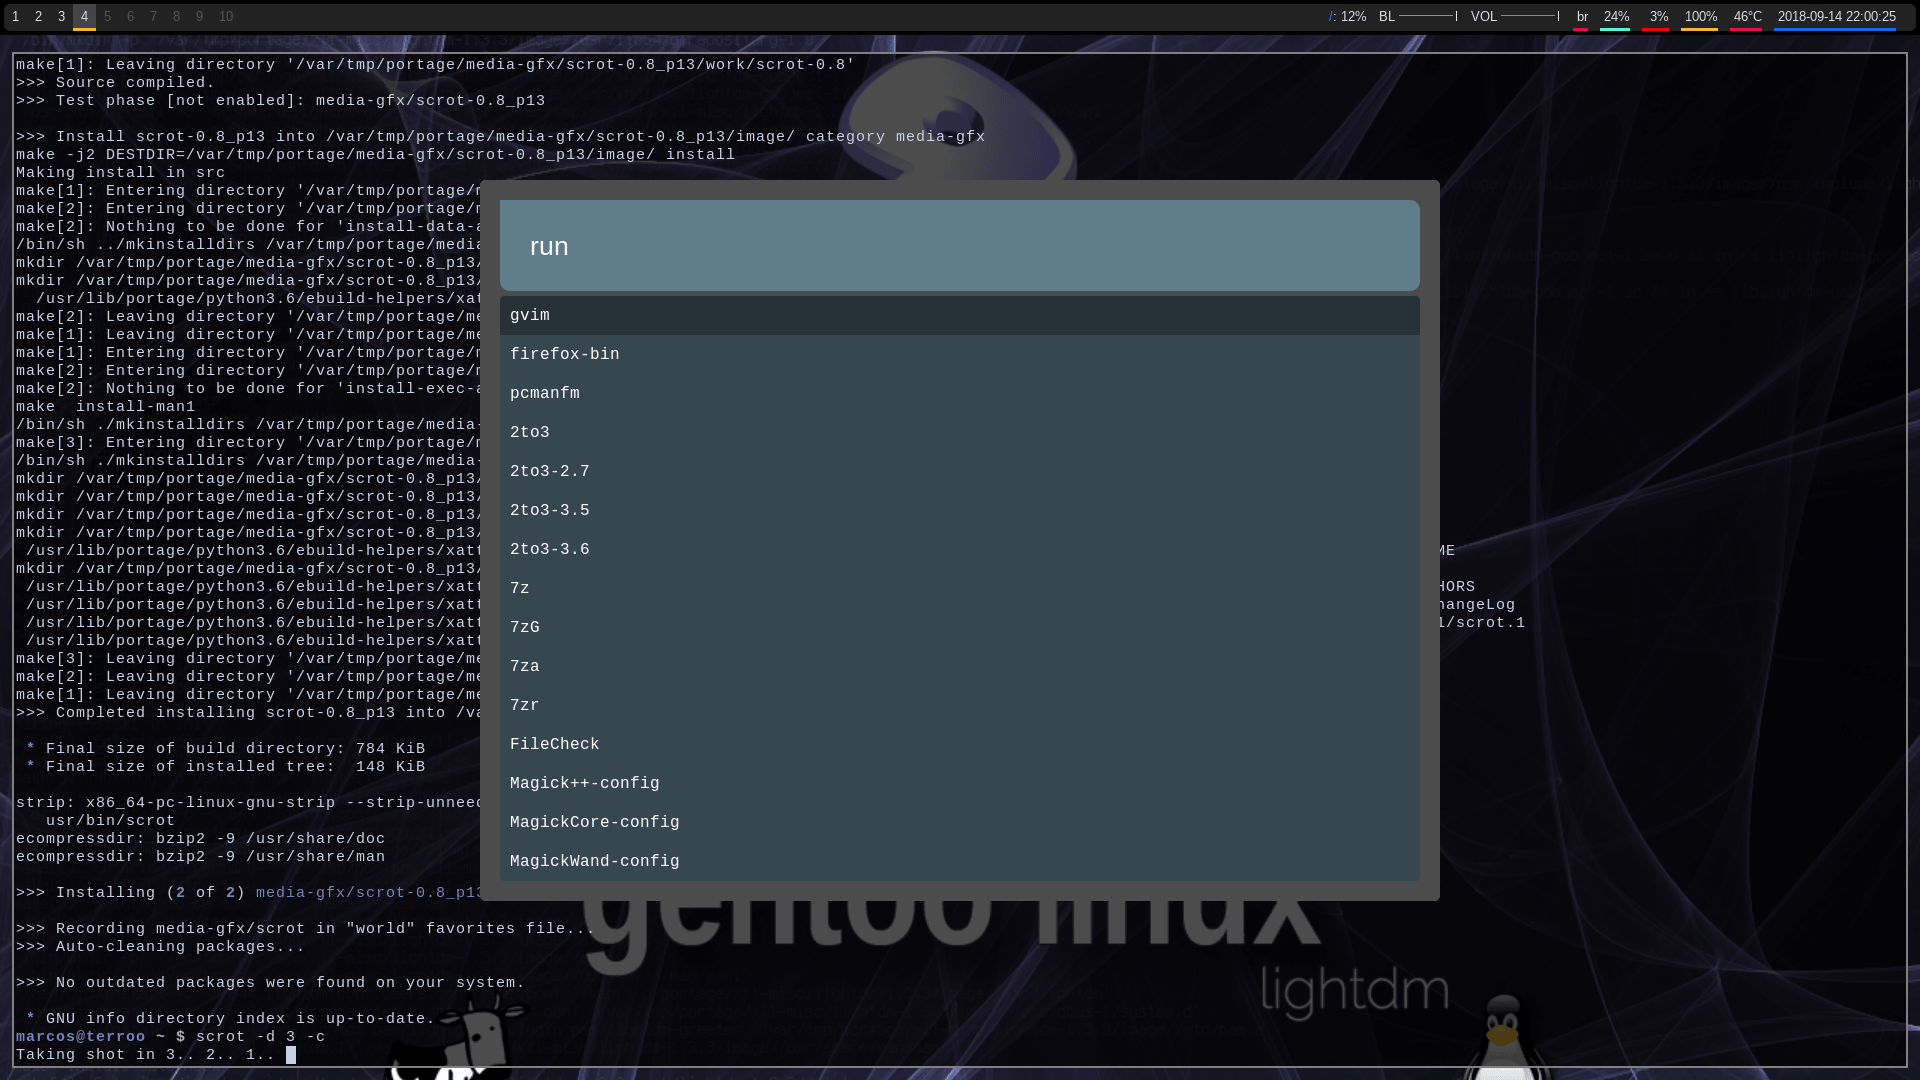 1 2 3 4 5 6 7 8 9 10 /: 12% BL VOL br 24% 3% 100% 46°C 2018-09-14 22:00:25
make[1]: Leaving directory '/var/tmp/portage/media-gfx/scrot-0.8_p13/work/scrot-0.8'
>>> Source compiled.
>>> Test phase [not enabled]: media-gfx/scrot-0.8_p13
>>> Install scrot-0.8_p13 into /var/tmp/portage/media-gfx/scrot-0.8_p13/image/ category media-gfx
make -j2 DESTDIR=/var/tmp/portage/media-gfx/scrot-0.8_p13/image/ install
Making install in src
make[1]: Entering directory '/var/tmp/portage/
make[2]: Entering directory '/var/tmp/portage/
make[2]: Nothing to be done for 'install-data-a
/bin/sh ../mkinstalldirs /var/tmp/portage/media
mkdir /var/tmp/portage/media-gfx/scrot-0.8_p13/
mkdir /var/tmp/portage/media-gfx/scrot-0.8_p13/
/usr/lib/portage/python3.6/ebuild-helpers/xatt
make[2]: Leaving directory '/var/tmp/portage/me
make[1]: Leaving directory '/var/tmp/portage/me
make[1]: Entering directory '/var/tmp/portage/
make[2]: Entering directory '/var/tmp/portage/
make[2]: Nothing to be done for 'install-exec-a
make  install-man1
/bin/sh ./mkinstalldirs /var/tmp/portage/media-
make[3]: Entering directory '/var/tmp/portage/
/bin/sh ./mkinstalldirs /var/tmp/portage/media-
mkdir /var/tmp/portage/media-gfx/scrot-0.8_p13/
mkdir /var/tmp/portage/media-gfx/scrot-0.8_p13/
mkdir /var/tmp/portage/media-gfx/scrot-0.8_p13/
mkdir /var/tmp/portage/media-gfx/scrot-0.8_p13/
/usr/lib/portage/python3.6/ebuild-helpers/xatt
ME
mkdir /var/tmp/portage/media-gfx/scrot-0.8_p13/
/usr/lib/portage/python3.6/ebuild-helpers/xatt
HORS
/usr/lib/portage/python3.6/ebuild-helpers/xatt
hangeLog
/usr/lib/portage/python3.6/ebuild-helpers/xatt
1/scrot.1
/usr/lib/portage/python3.6/ebuild-helpers/xatt
make[3]: Leaving directory '/var/tmp/portage/me
make[2]: Leaving directory '/var/tmp/portage/me
make[1]: Leaving directory '/var/tmp/portage/me
>>> Completed installing scrot-0.8_p13 into /va
* Final size of build directory: 784 KiB
* Final size of installed tree:  148 KiB
strip: x86_64-pc-linux-gnu-strip --strip-unneed
usr/bin/scrot
ecompressdir: bzip2 -9 /usr/share/doc
ecompressdir: bzip2 -9 /usr/share/man
>>> Installing (2 of 2) media-gfx/scrot-0.8_p13
>>> Recording media-gfx/scrot in "world" favorites file...
>>> Auto-cleaning packages...
>>> No outdated packages were found on your system.
* GNU info directory index is up-to-date.
marcos@terroo ~ $ scrot -d 3 -c
Taking shot in 3.. 2.. 1..
run
gvim
firefox-bin
pcmanfm
2to3
2to3-2.7
2to3-3.5
2to3-3.6
7z
7zG
7za
7zr
FileCheck
Magick++-config
MagickCore-config
MagickWand-config
gentoo linux
lightdm